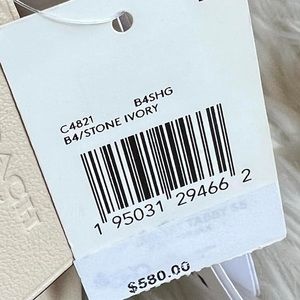 C4821 B4SHG
B4/STONE IVORY
1 95031 29466 2
$580.00